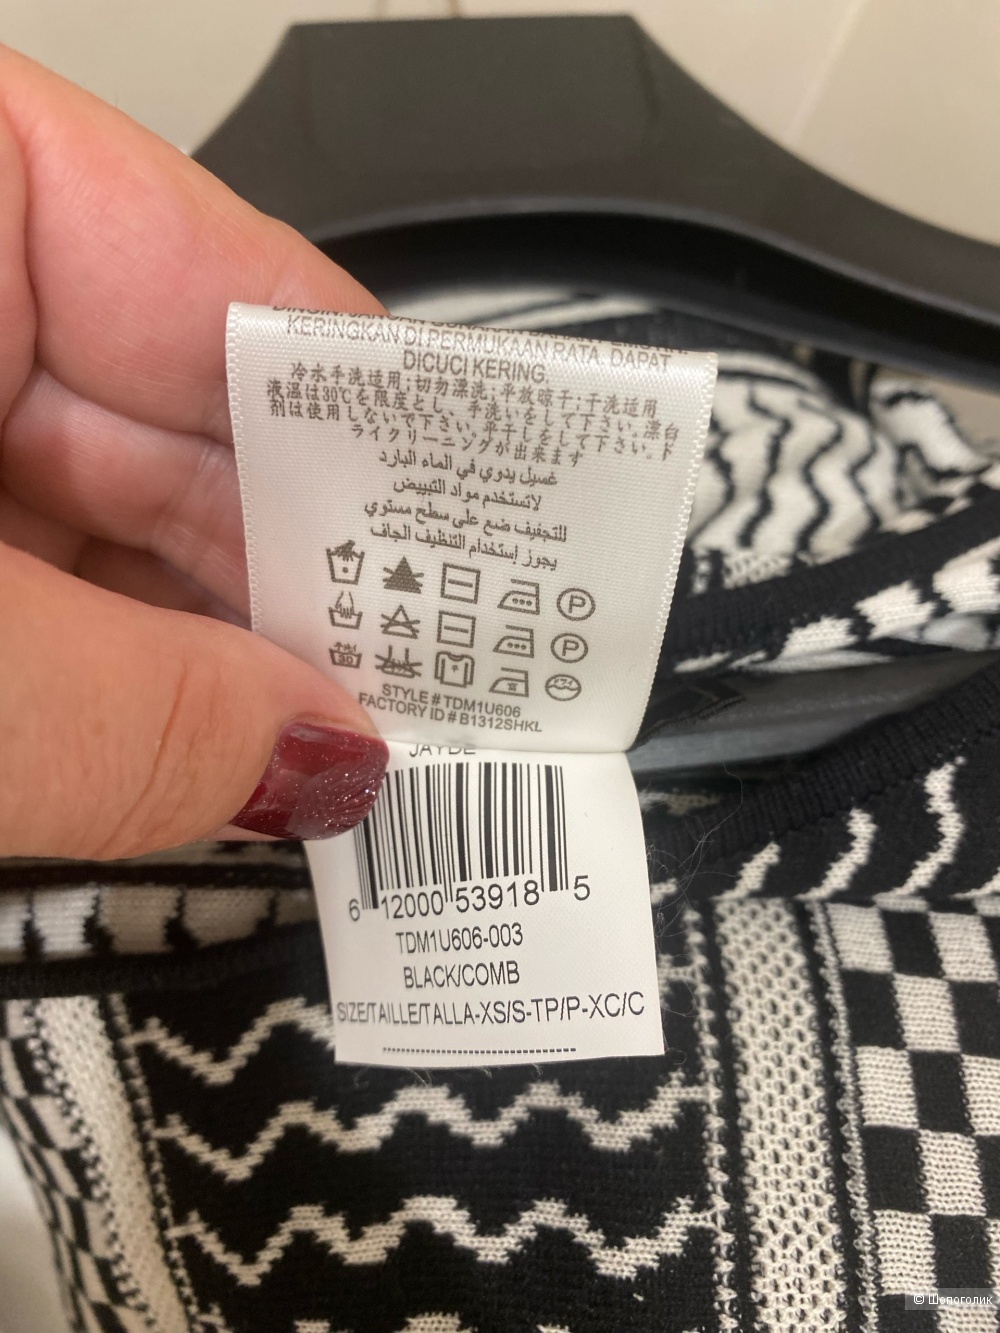 KERINGKAN DI PERMUKAAN RATA. DAPAT
DICUCI KERING.
冷水手洗适用;切勿漂洗;平放晾干;干洗适用
液温は30℃を限度とし、手洗いをして下さい。漂白
剤は使用しないで下さい。平干しをして下さい。ド
ライクリーニングが出来ます
غسيل يدوي في الماء البارد
لاتستخدم مواد التبييض
للتجفيف ضع على سطح مستوي
يجوز إستخدام التنظيف الجاف
P
P
30
ドライ
STYLE # TDM1U606
FACTORY ID # B1312SHKL
JAYDE
6 12000 53918 5
TDM1U606-003
BLACK/COMB
SIZE/TAILLE/TALLA-XS/S-TP/P-XC/C
© Шопоголик